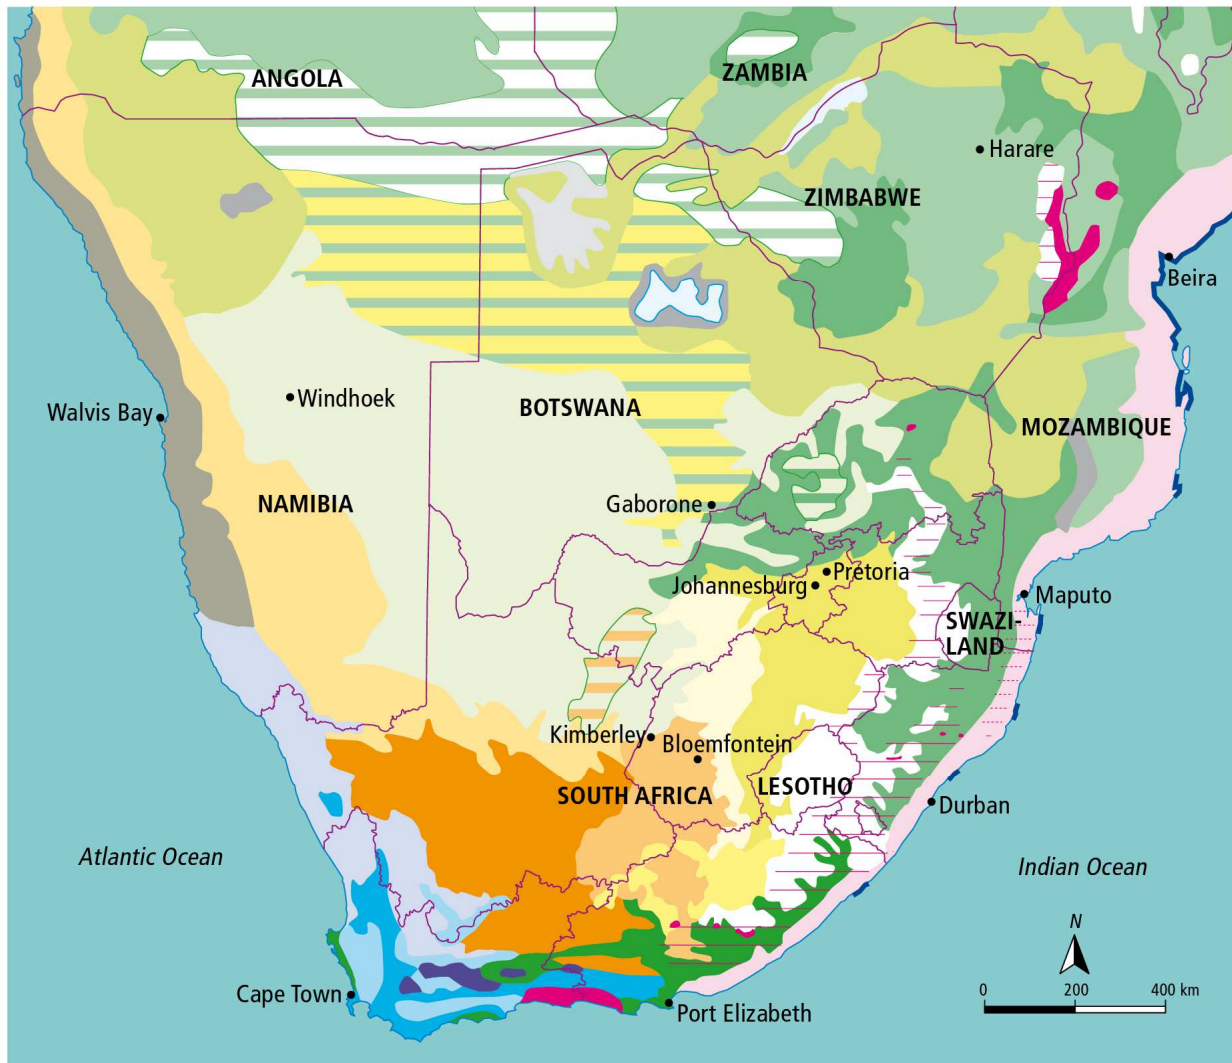 ANGOLA
ZAMBIA
Harare
ZIMBABWE
Beira
Windhoek
Walvis Bay
BOTSWANA
MOZAMBIQUE
NAMIBIA
Gaborone
Pretoria
Johannesburg
Maputo
SWAZI-
LAND
Kimberley
Bloemfontein
SOUTH AFRICA
LESOTHO
Durban
Atlantic Ocean
Indian Ocean
N
Cape Town
Port Elizabeth
0 200 400 km